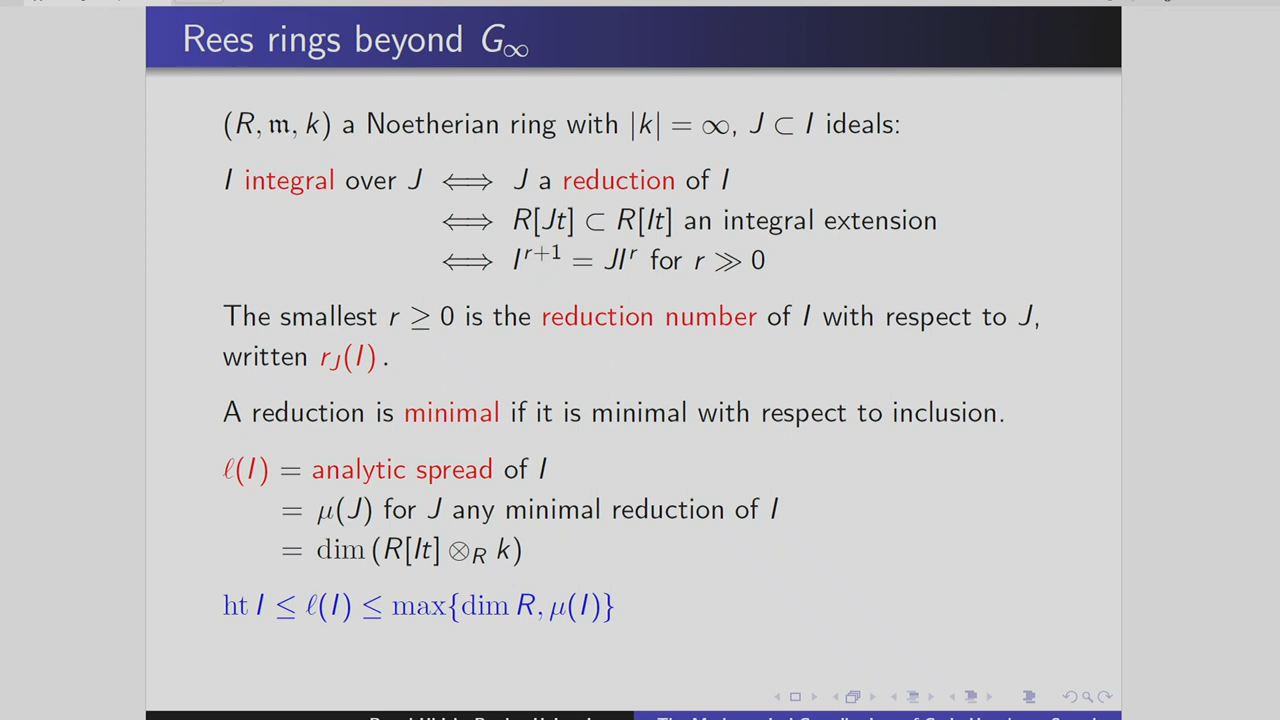 Rees rings beyond G∞
(R, 𝔪, k) a Noetherian ring with |k| = ∞, J ⊂ I ideals:
I integral over J ⟺ J a reduction of I
⟺ R[Jt] ⊂ R[It] an integral extension
⟺ I^{r+1} = JI^r for r ≫ 0
The smallest r ≥ 0 is the reduction number of I with respect to J,
written r_J(I).
A reduction is minimal if it is minimal with respect to inclusion.
ℓ(I) = analytic spread of I
= μ(J) for J any minimal reduction of I
= dim (R[It] ⊗_R k)
ht I ≤ ℓ(I) ≤ max{dim R, μ(I)}